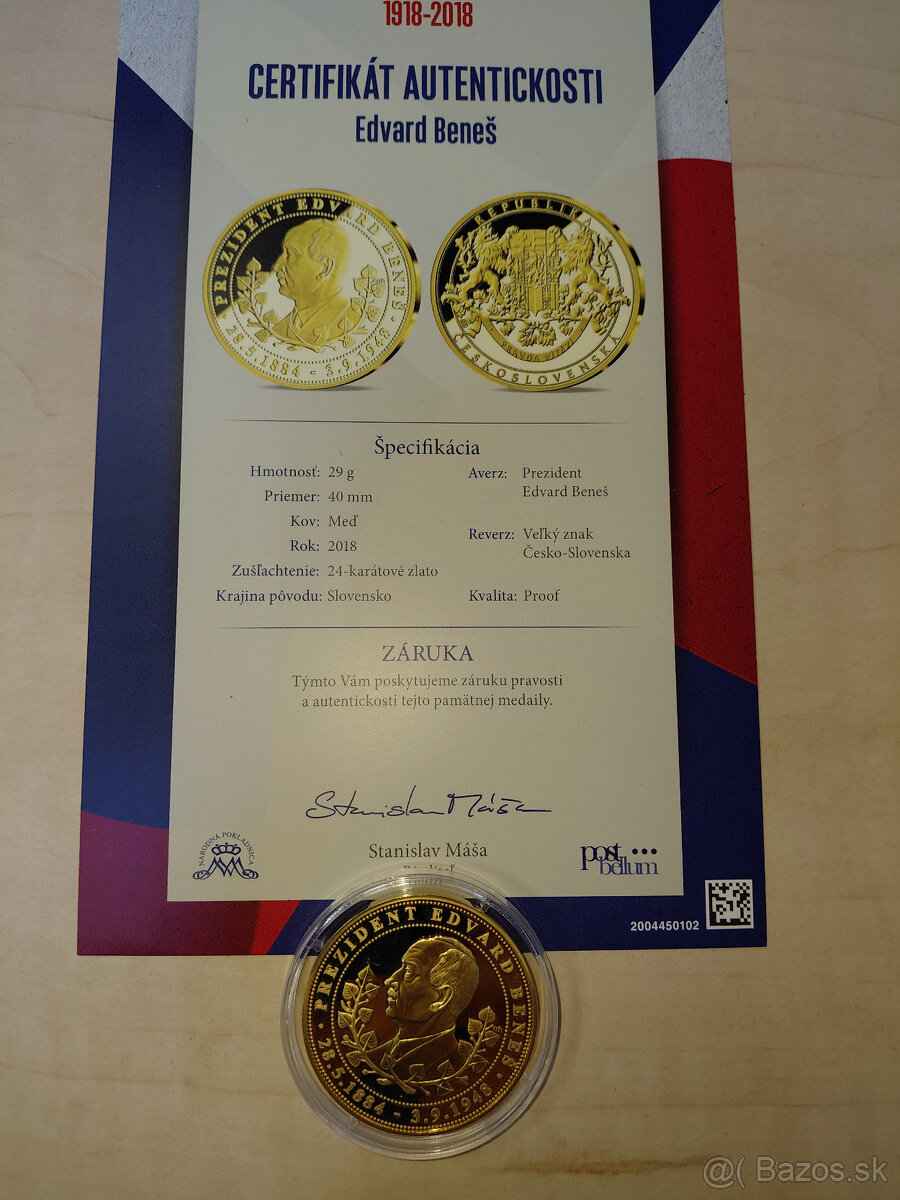 1918-2018
CERTIFIKÁT AUTENTICKOSTI
Edvard Beneš
PREZIDENT EDVARD BENEŠ
28.5.1884 - 3.9.1948
REPUBLIKA
PRAVDA VÍTĚZÍ
ČESKOSLOVENSKÁ
Špecifikácia
Hmotnosť: 29 g
Priemer: 40 mm
Kov: Meď
Rok: 2018
Zušľachtenie: 24-karátové zlato
Krajina pôvodu: Slovensko
Averz: Prezident
Edvard Beneš
Reverz: Veľký znak
Česko-Slovenska
Kvalita: Proof
ZÁRUKA
Týmto Vám poskytujeme záruku pravosti
a autentickosti tejto pamätnej medaily.
Stanislav Máša
Stanislav Máša
NÁRODNÁ POKLADNICA
post
bellum
2004450102
PREZIDENT EDVARD BENEŠ
28.5.1884 - 3.9.1948
@( Bazos.sk